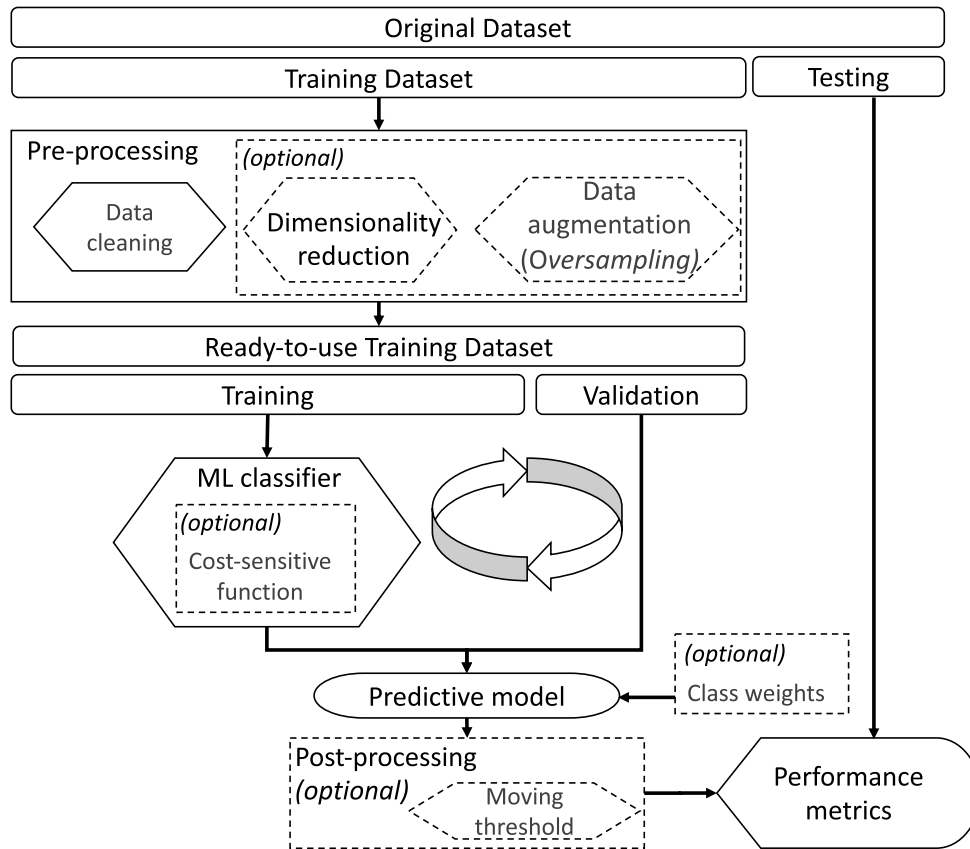 Original Dataset
Training Dataset
Testing
Pre-processing
(optional)
Data
cleaning
Dimensionality
reduction
Data
augmentation
(Oversampling)
Ready-to-use Training Dataset
Training
Validation
ML classifier
(optional)
Cost-sensitive
function
(optional)
Class weights
Predictive model
Post-processing
(optional)
Moving
threshold
Performance
metrics